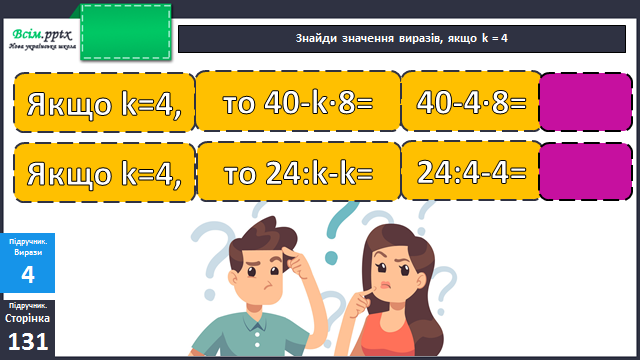 Всім.pptx
Нова українська школа
Знайди значення виразів, якщо k = 4
Якщо k=4, то 40-k·8= 40-4·8=
Якщо k=4, то 24:k-k= 24:4-4=
Підручник.
Вирази
4
Підручник.
Сторінка
131